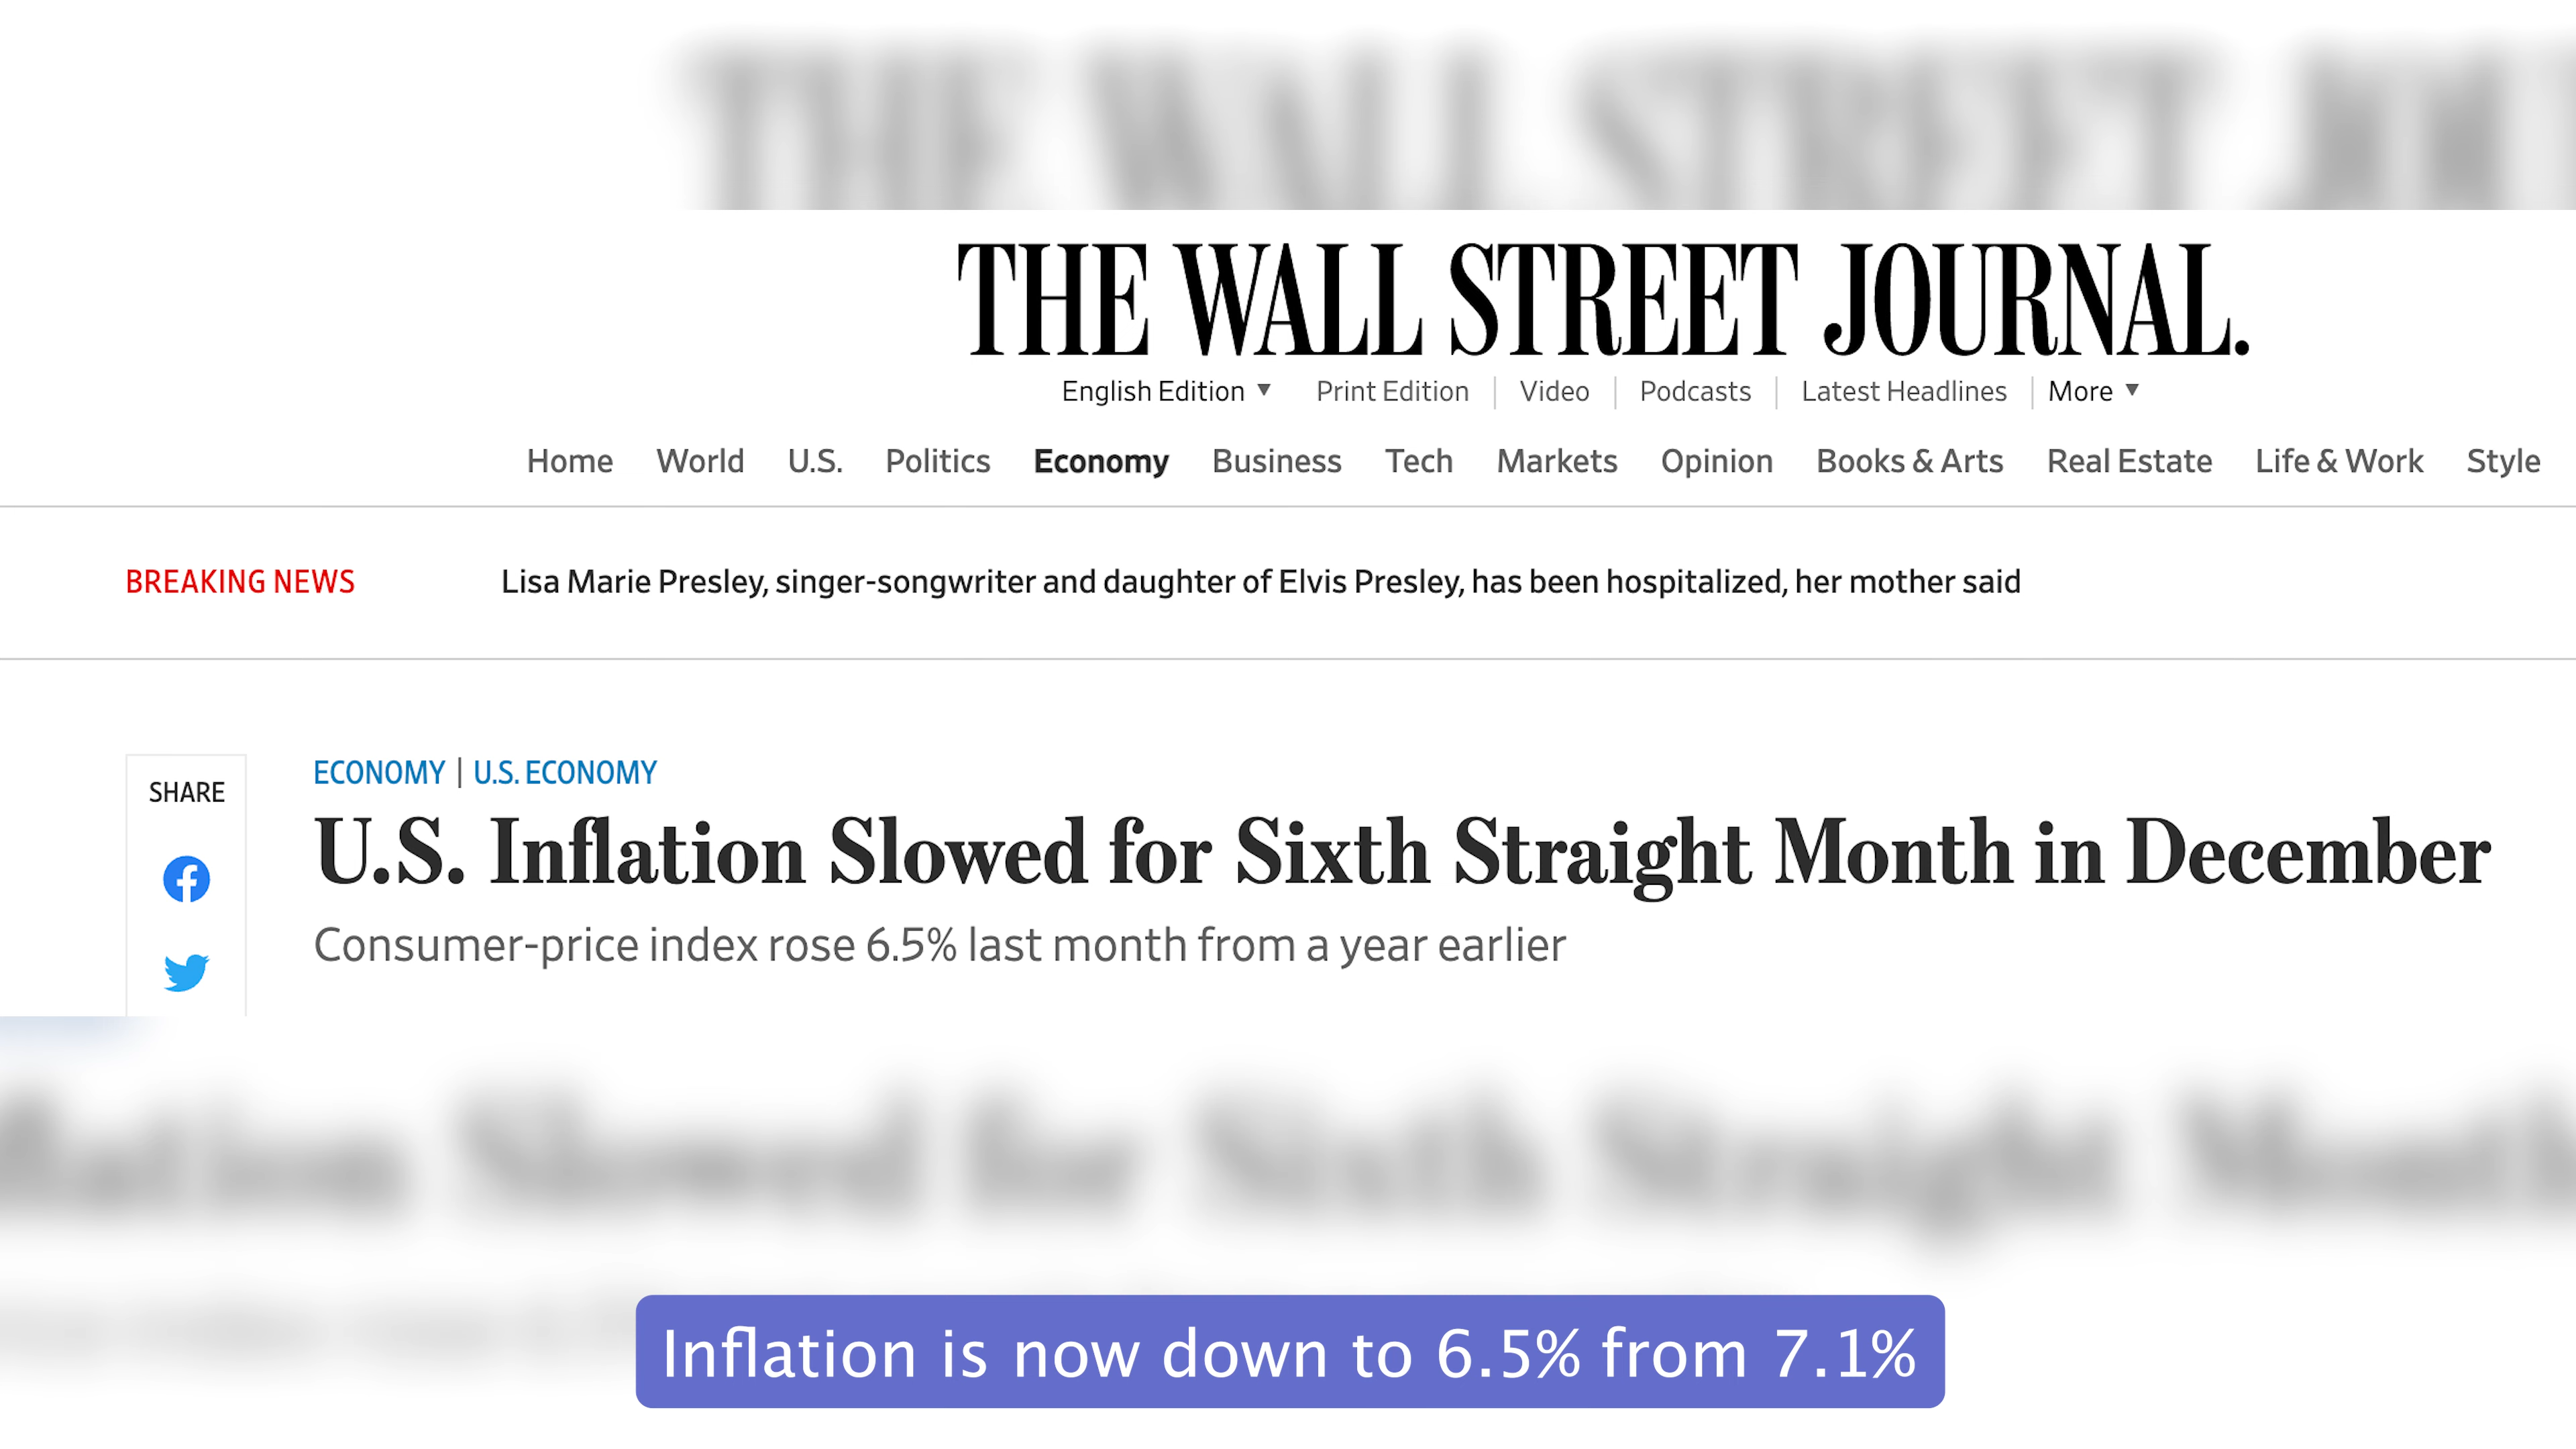 THE WALL STREET JOURNAL.
English Edition Print Edition Video Podcasts Latest Headlines More
Home World U.S. Politics Economy Business Tech Markets Opinion Books & Arts Real Estate Life & Work Style
BREAKING NEWS Lisa Marie Presley, singer-songwriter and daughter of Elvis Presley, has been hospitalized, her mother said
SHARE
ECONOMY | U.S. ECONOMY
U.S. Inflation Slowed for Sixth Straight Month in December
Consumer-price index rose 6.5% last month from a year earlier
Inflation is now down to 6.5% from 7.1%